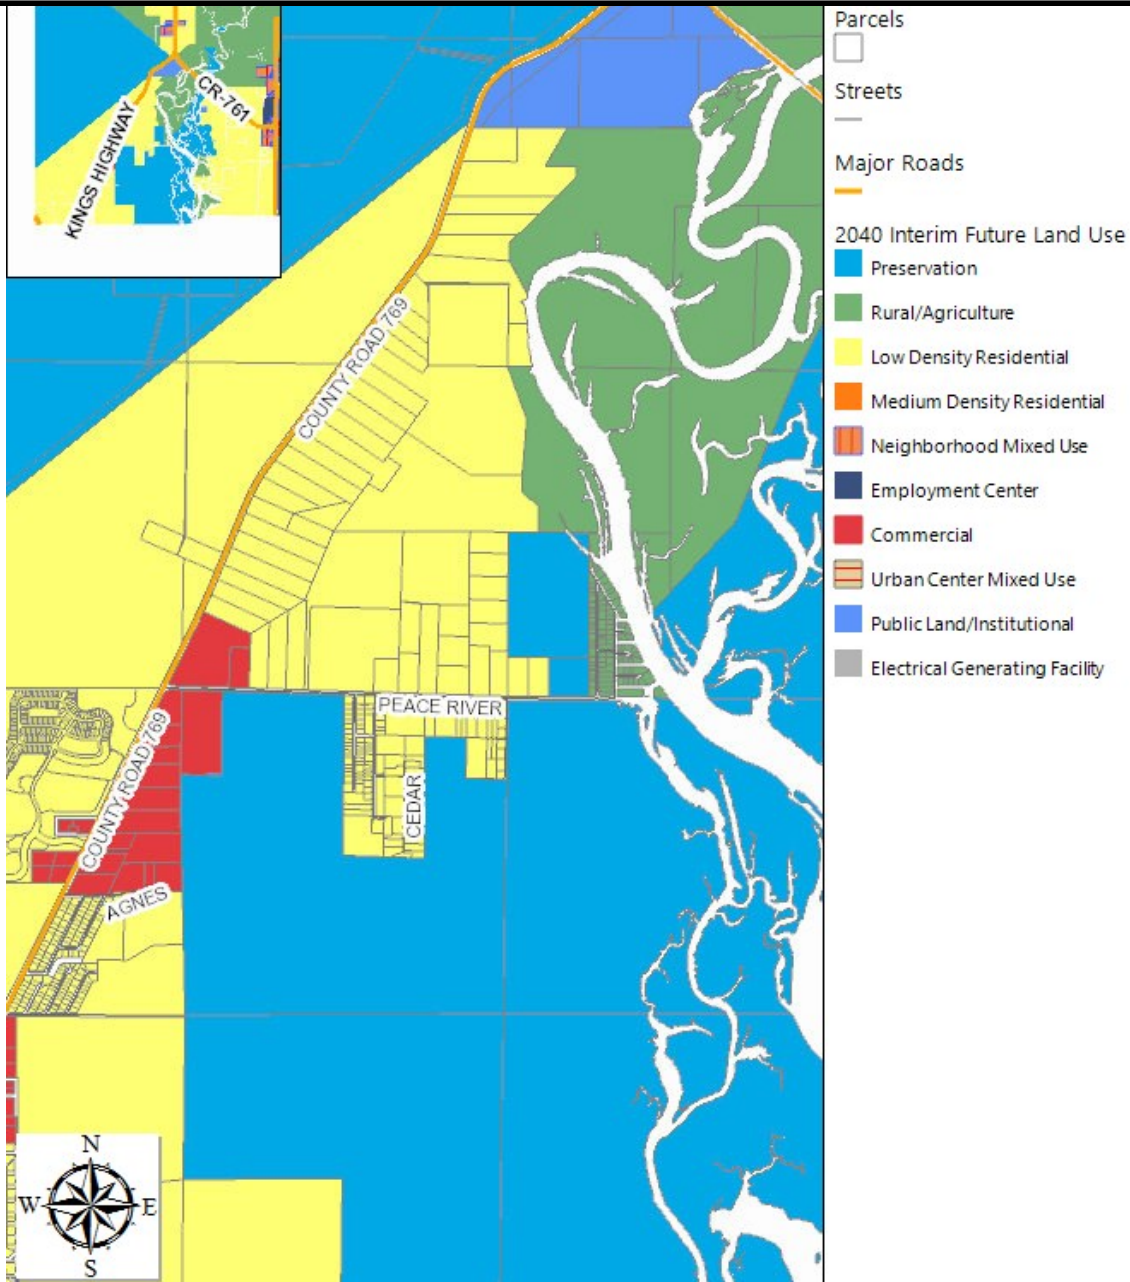 KINGS HIGHWAY
CR-761
COUNTY ROAD 769
PEACE RIVER
CEDAR
COUNTY ROAD 769
AGNES
N
W E
S
Parcels
Streets
Major Roads
2040 Interim Future Land Use
Preservation
Rural/Agriculture
Low Density Residential
Medium Density Residential
Neighborhood Mixed Use
Employment Center
Commercial
Urban Center Mixed Use
Public Land/Institutional
Electrical Generating Facility